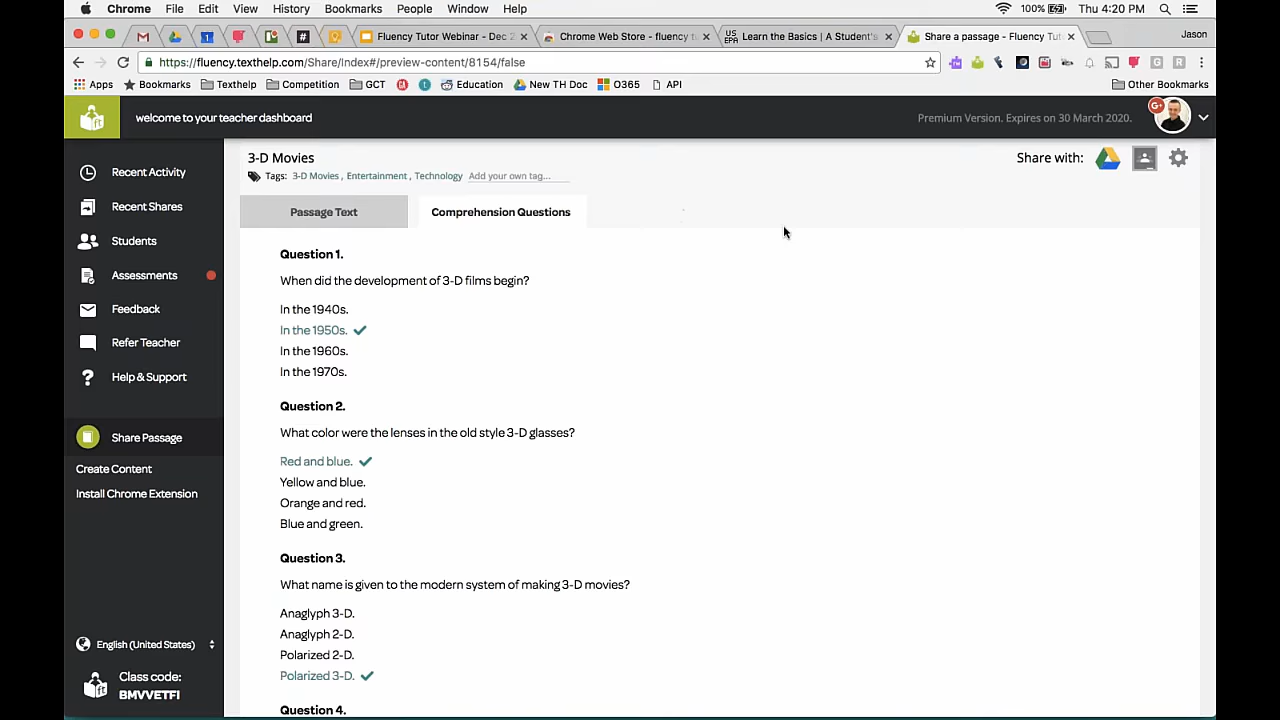 Chrome File Edit View History Bookmarks People Window Help 100% Thu 4:20 PM
Fluency Tutor Webinar - Dec 2 Chrome Web Store - fluency tu US EPA Learn the Basics | A Student's Share a passage - Fluency Tut Jason
https://fluency.texthelp.com/Share/Index#/preview-content/8154/false
Apps Bookmarks Texthelp Competition GCT Education New TH Doc O365 API Other Bookmarks
welcome to your teacher dashboard Premium Version. Expires on 30 March 2020. G+
3-D Movies Share with:
Tags: 3-D Movies , Entertainment , Technology Add your own tag...
Passage Text Comprehension Questions
Recent Activity
Recent Shares
Students
Assessments
Feedback
Refer Teacher
Help & Support
Share Passage
Create Content
Install Chrome Extension
English (United States)
Class code:
BMVVETFI
Question 1.
When did the development of 3-D films begin?
In the 1940s.
In the 1950s.
In the 1960s.
In the 1970s.
Question 2.
What color were the lenses in the old style 3-D glasses?
Red and blue.
Yellow and blue.
Orange and red.
Blue and green.
Question 3.
What name is given to the modern system of making 3-D movies?
Anaglyph 3-D.
Anaglyph 2-D.
Polarized 2-D.
Polarized 3-D.
Question 4.